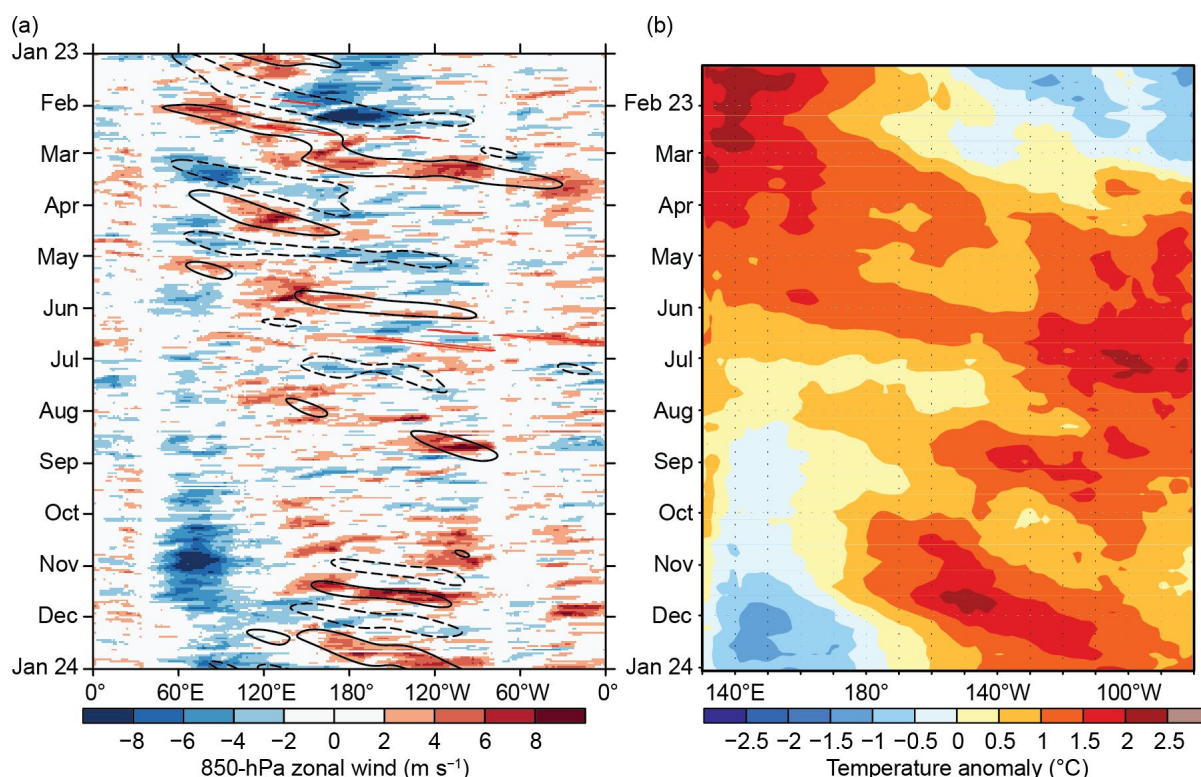 (a)
Jan 23
Feb
Mar
Apr
May
Jun
Jul
Aug
Sep
Oct
Nov
Dec
Jan 24
0° 60°E 120°E 180° 120°W 60°W 0°
−8 −6 −4 −2 0 2 4 6 8
850-hPa zonal wind (m s⁻¹)
(b)
Feb 23
Mar
Apr
May
Jun
Jul
Aug
Sep
Oct
Nov
Dec
Jan 24
140°E 180° 140°W 100°W
−2.5 −2 −1.5 −1 −0.5 0 0.5 1 1.5 2 2.5
Temperature anomaly (°C)